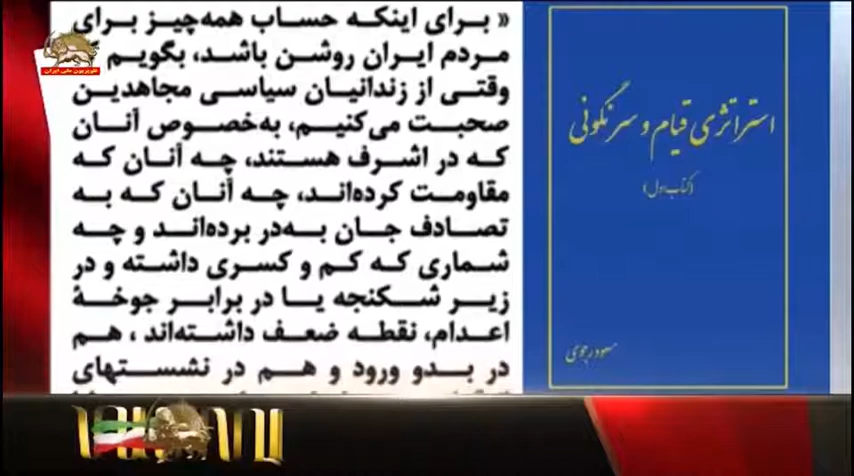 « برای اینکه حساب همه‌چیز برای
مردم ایران روشن باشد، بگویم
وقتی از زندانیان سیاسی مجاهدین
صحبت می‌کنیم، به‌خصوص آنان
که در اشرف هستند، چه آنان که
مقاومت کرده‌اند، چه آنان که به
تصادف جان به‌در برده‌اند و چه
شماری که کم و کسری داشته و در
زیر شکنجه یا در برابر جوخهٔ
اعدام، نقطه ضعف داشته‌اند ، هم
در بدو ورود و هم در نشستهای
استراتژی قیام و سرنگونی
(کتاب اول)
مسعود رجوی
تلویزیون ملی ایران